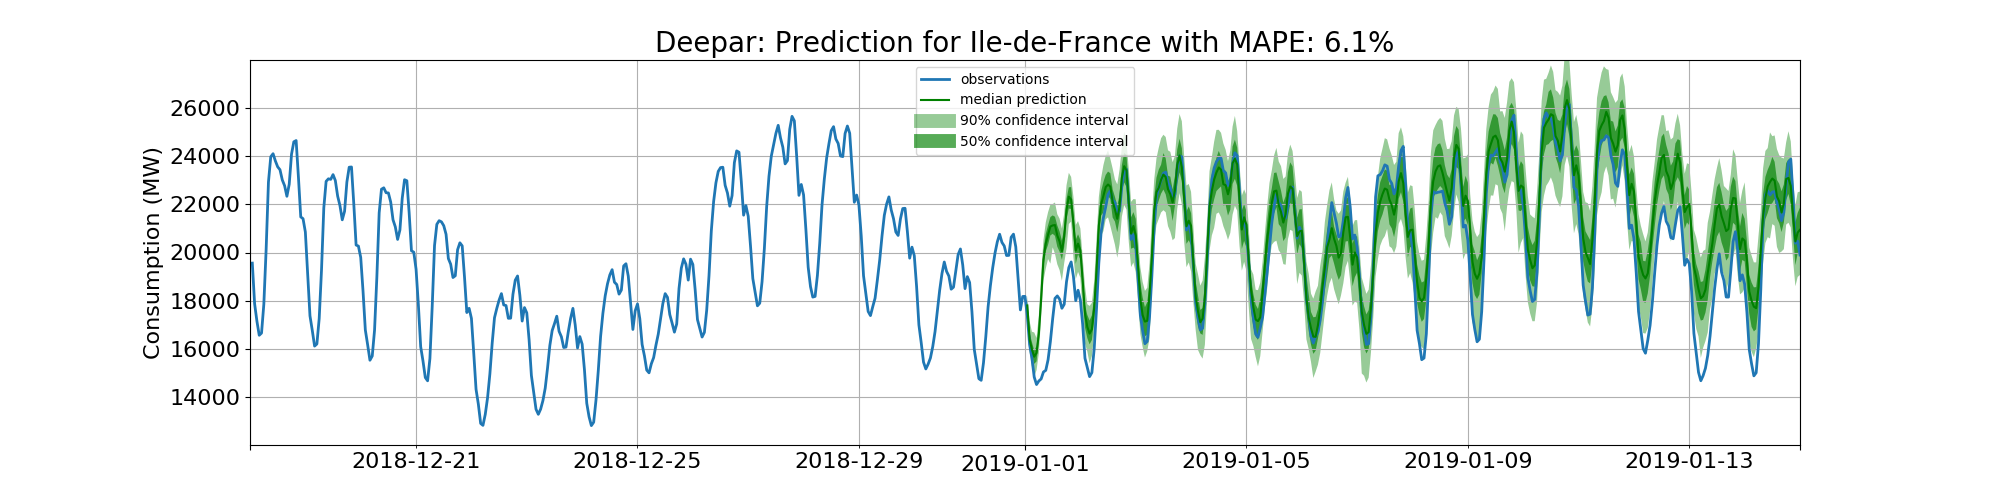 Deepar: Prediction for Ile-de-France with MAPE: 6.1%
observations
median prediction
90% confidence interval
50% confidence interval
Consumption (MW)
26000
24000
22000
20000
18000
16000
14000
2018-12-21 2018-12-25 2018-12-29 2019-01-01 2019-01-05 2019-01-09 2019-01-13